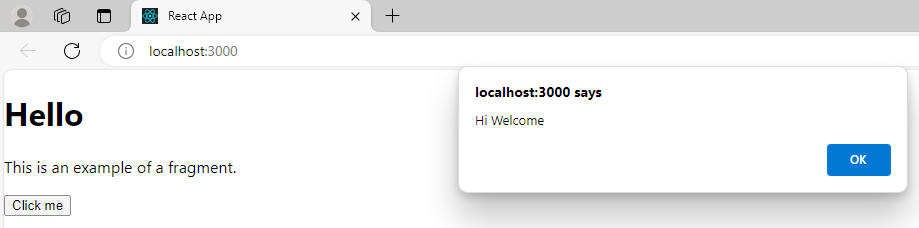 React App
localhost:3000
localhost:3000 says
Hi Welcome
OK
Hello
This is an example of a fragment.
Click me